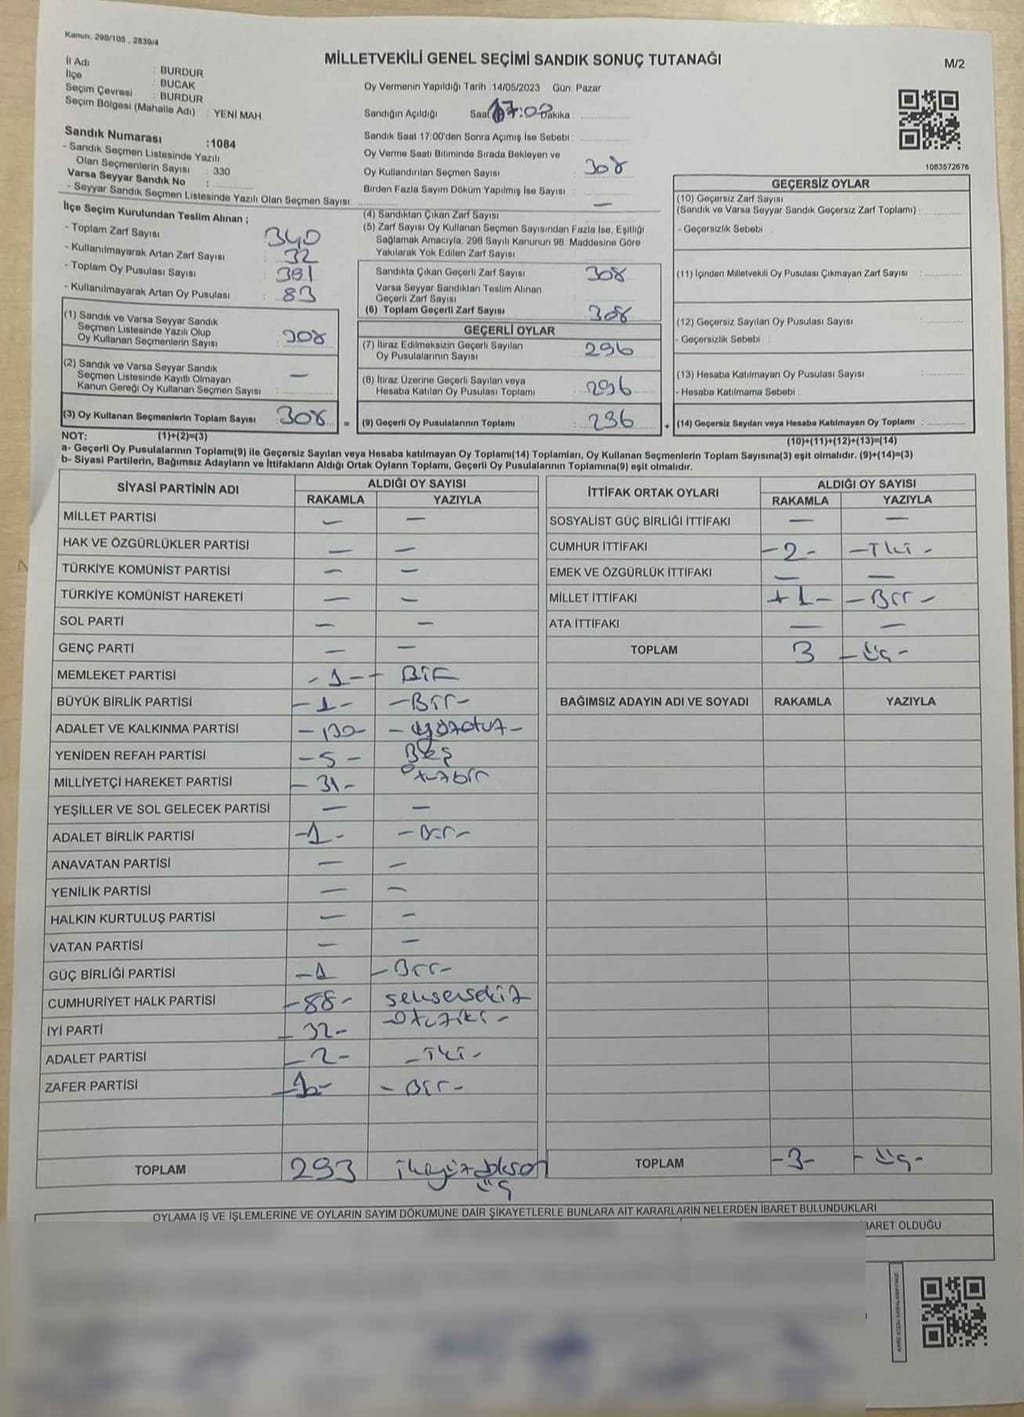 Kanun. 298/105 , 2839/4
MİLLETVEKİLİ GENEL SEÇİMİ SANDIK SONUÇ TUTANAĞI
M/2
İl Adı : BURDUR
İlçe : BUCAK
Seçim Çevresi : BURDUR
Seçim Bölgesi (Mahalle Adı) : YENİ MAH
Sandık Numarası :1084
- Sandık Seçmen Listesinde Yazılı
Olan Seçmenlerin Sayısı : 330
Varsa Seyyar Sandık No :
- Seyyar Sandık Seçmen Listesinde Yazılı Olan Seçmen Sayısı:
Oy Vermenin Yapıldığı Tarih :14/05/2023 Gün: Pazar
Sandığın Açıldığı Saat 17:02 Dakika :
Sandık Saat 17:00'den Sonra Açımış İse Sebebi :
Oy Verme Saati Bitiminde Sırada Bekleyen ve
Oy Kullandırılan Seçmen Sayısı : 308
Birden Fazla Sayım Döküm Yapılmış İse Sayısı : —
1083572676
İlçe Seçim Kurulundan Teslim Alınan ;
- Toplam Zarf Sayısı : 340
- Kullanılmayarak Artan Zarf Sayısı : 32
- Toplam Oy Pusulası Sayısı : 391
- Kullanılmayarak Artan Oy Pusulası : 83
(1) Sandık ve Varsa Seyyar Sandık
Seçmen Listesinde Yazılı Olup
Oy Kullanan Seçmenlerin Sayısı : 308
(2) Sandık ve Varsa Seyyar Sandık
Seçmen Listesinde Kayıtlı Olmayan
Kanun Gereği Oy Kullanan Seçmen Sayısı : —
(3) Oy Kullanan Seçmenlerin Toplam Sayısı : 308 =
(4) Sandıktan Çıkan Zarf Sayısı
(5) Zarf Sayısı Oy Kullanan Seçmen Sayısından Fazla İse, Eşitliği
Sağlamak Amacıyla, 298 Sayılı Kanunun 98. Maddesine Göre
Yakılarak Yok Edilen Zarf Sayısı
Sandıkta Çıkan Geçerli Zarf Sayısı : 308
Varsa Seyyar Sandıktan Teslim Alınan
Geçerli Zarf Sayısı
(6) Toplam Geçerli Zarf Sayısı : 308
GEÇERLİ OYLAR
(7) İtiraz Edilmeksizin Geçerli Sayılan
Oy Pusulalarının Sayısı : 296
(8) İtiraz Üzerine Geçerli Sayılan veya
Hesaba Katılan Oy Pusulası Toplamı : 296
(9) Geçerli Oy Pusulalarının Toplamı : 296 +
GEÇERSİZ OYLAR
(10) Geçersiz Zarf Sayısı
(Sandık ve Varsa Seyyar Sandık Geçersiz Zarf Toplamı) :
- Geçersizlik Sebebi :
(11) İçinden Milletvekili Oy Pusulası Çıkmayan Zarf Sayısı :
(12) Geçersiz Sayılan Oy Pusulası Sayısı :
- Geçersizlik Sebebi :
(13) Hesaba Katılmayan Oy Pusulası Sayısı :
- Hesaba Katılmama Sebebi :
(14) Geçersiz Sayılan veya Hesaba Katılmayan Oy Toplamı :
NOT: (1)+(2)=(3)
(10)+(11)+(12)+(13)=(14)
a- Geçerli Oy Pusulalarının Toplamı(9) ile Geçersiz Sayılan veya Hesaba katılmayan Oy Toplamı(14) Toplamları, Oy Kullanan Seçmenlerin Toplam Sayısına(3) eşit olmalıdır. (9)+(14)=(3)
b- Siyasi Partilerin, Bağımsız Adayların ve İttifakların Aldığı Ortak Oyların Toplamı, Geçerli Oy Pusulalarının Toplamına(9) eşit olmalıdır.
SİYASİ PARTİNİN ADI ALDIĞI OY SAYISI
RAKAMLA YAZIYLA
MİLLET PARTİSİ — —
HAK VE ÖZGÜRLÜKLER PARTİSİ — —
TÜRKİYE KOMÜNİST PARTİSİ — —
TÜRKİYE KOMÜNİST HAREKETİ — —
SOL PARTİ — —
GENÇ PARTİ — —
MEMLEKET PARTİSİ -1- - Bir
BÜYÜK BİRLİK PARTİSİ -1- -Bir-
ADALET VE KALKINMA PARTİSİ -130- -yüzotuz-
YENİDEN REFAH PARTİSİ -5- Beş
MİLLİYETÇİ HAREKET PARTİSİ -31- otuzbir
YEŞİLLER VE SOL GELECEK PARTİSİ — —
ADALET BİRLİK PARTİSİ -1- -Bir-
ANAVATAN PARTİSİ — —
YENİLİK PARTİSİ — —
HALKIN KURTULUŞ PARTİSİ — —
VATAN PARTİSİ — —
GÜÇ BİRLİĞİ PARTİSİ -1 -Bir-
CUMHURİYET HALK PARTİSİ -88- seksensekiz
İYİ PARTİ -32- -Otuziki-
ADALET PARTİSİ -2- -iki-
ZAFER PARTİSİ -1- -Bir-
TOPLAM 293 ikiyüzdoksan
üç
İTTİFAK ORTAK OYLARI ALDIĞI OY SAYISI
RAKAMLA YAZIYLA
SOSYALİST GÜÇ BİRLİĞİ İTTİFAKI — —
CUMHUR İTTİFAKI -2- -iki-
EMEK VE ÖZGÜRLÜK İTTİFAKI — —
MİLLET İTTİFAKI +1- -Bir-
ATA İTTİFAKI — —
TOPLAM 3 -üç-
BAĞIMSIZ ADAYIN ADI VE SOYADI RAKAMLA YAZIYLA
TOPLAM -3- -üç-
OYLAMA İŞ VE İŞLEMLERİNE VE OYLARIN SAYIM DÖKÜMÜNE DAİR ŞİKAYETLERLE BUNLARA AİT KARARLARIN NELERDEN İBARET BULUNDUKLARI
BARET OLDUĞU